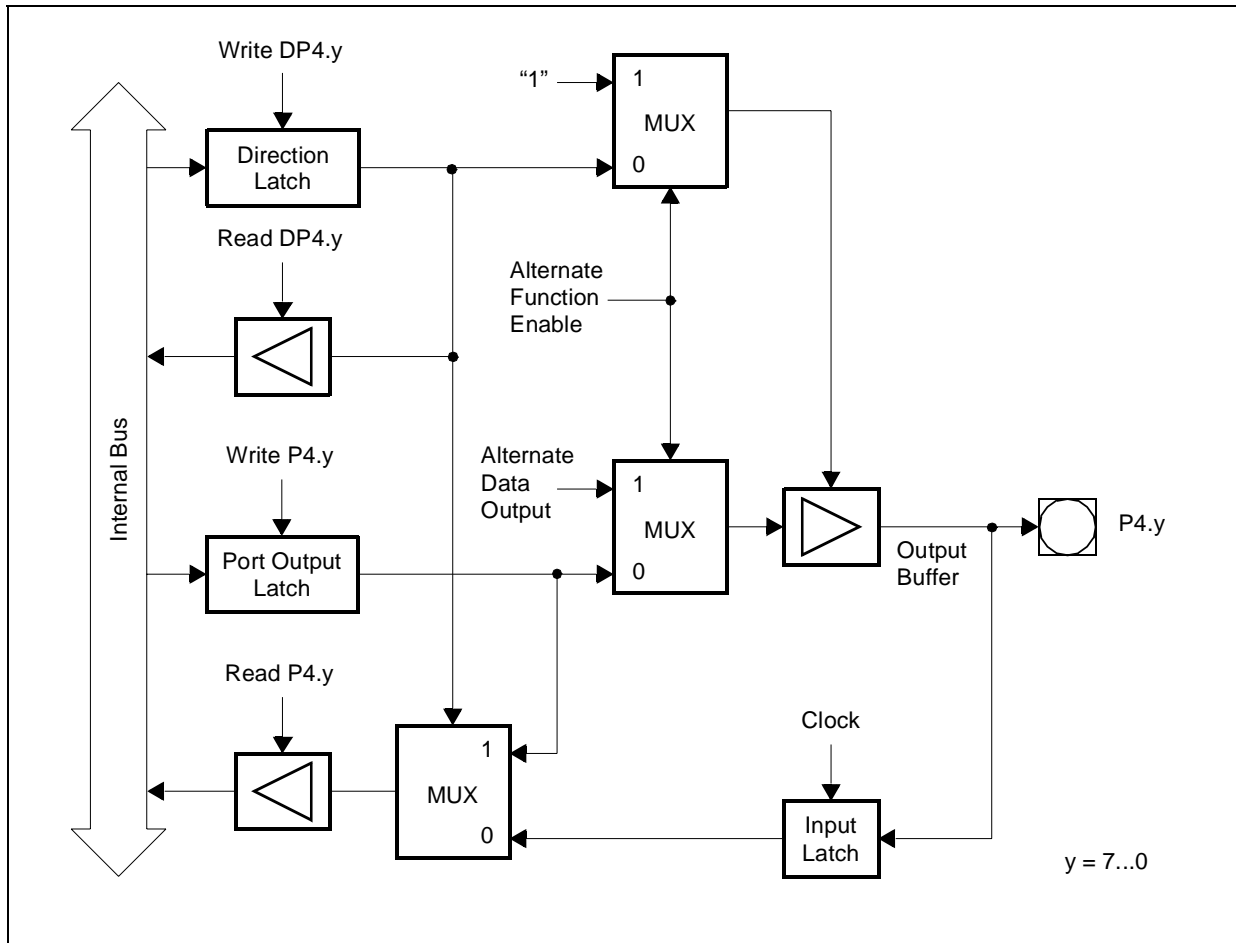 Write DP4.y
“1”
1
MUX
0
Direction
Latch
Read DP4.y
Alternate
Function
Enable
Internal Bus
Write P4.y
Alternate
Data
Output
1
MUX
0
P4.y
Output
Buffer
Port Output
Latch
Read P4.y
Clock
1
MUX
0
Input
Latch
y = 7...0